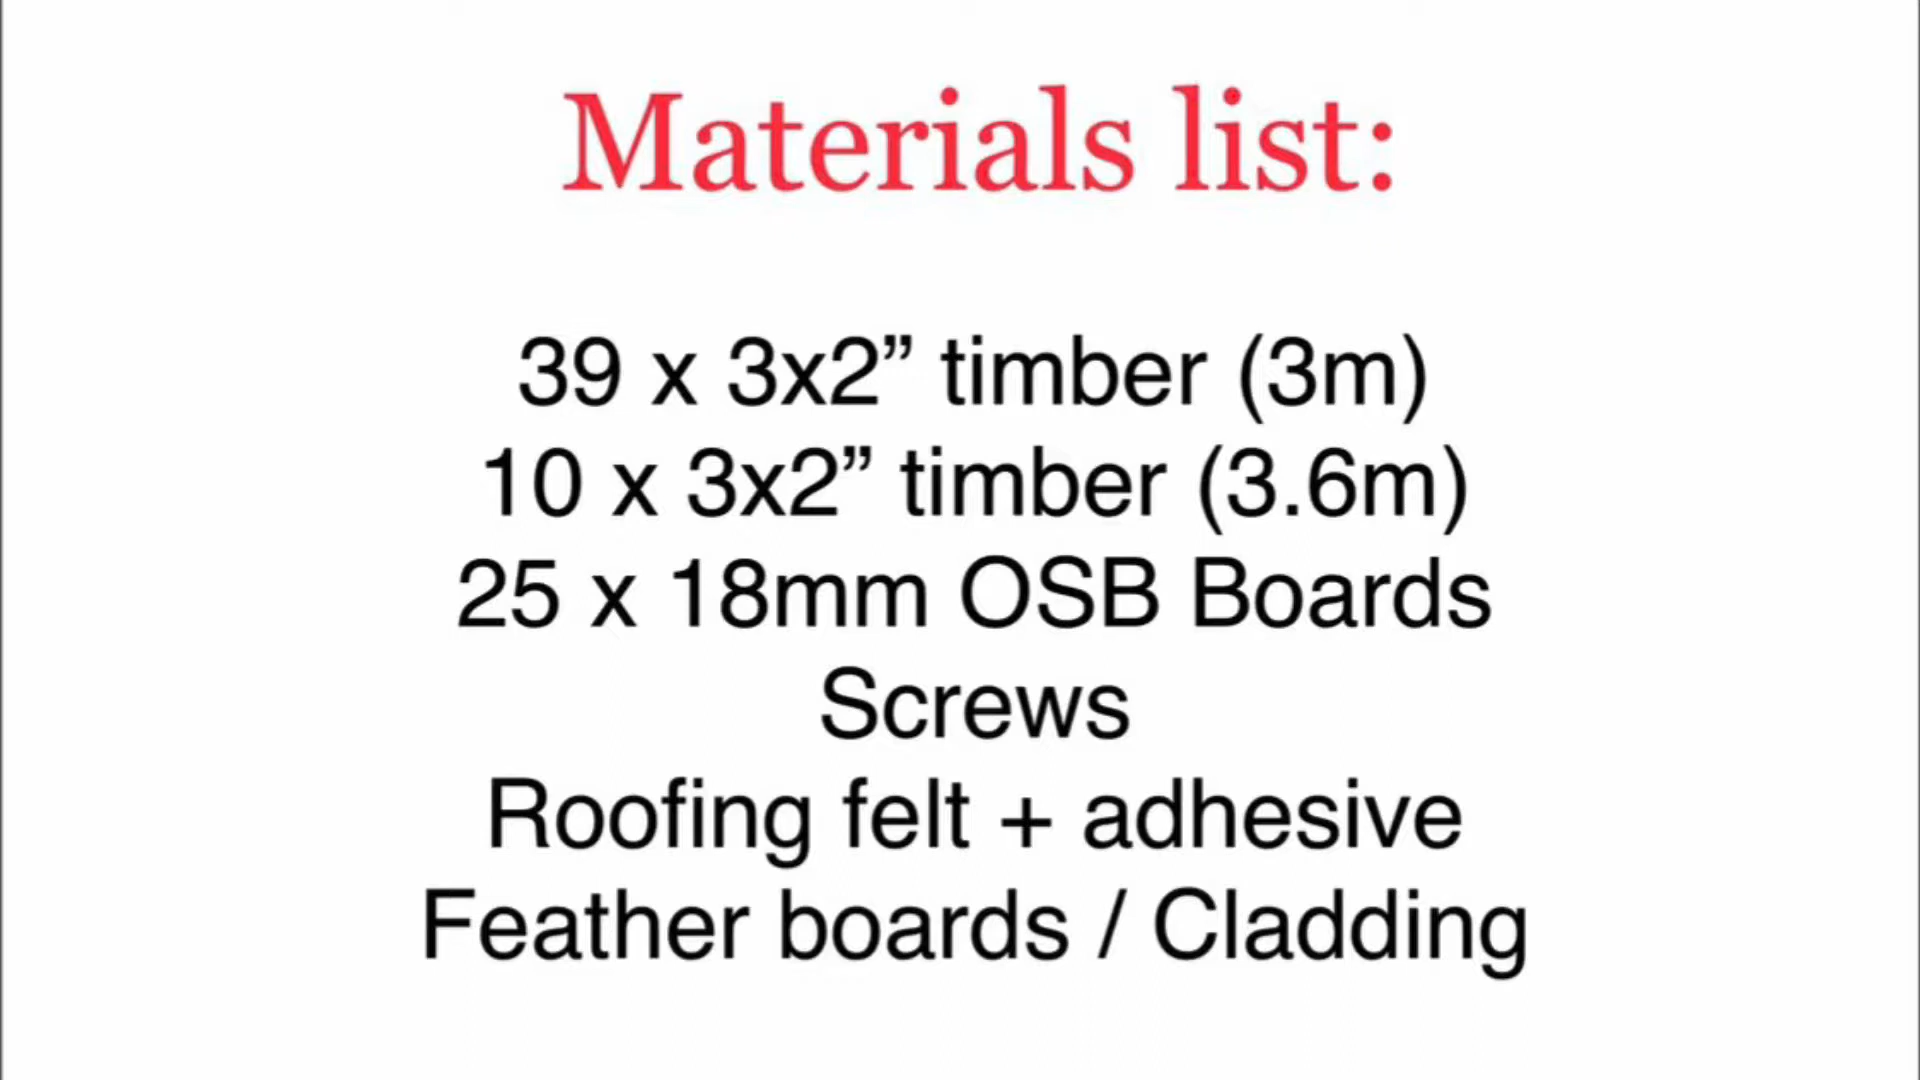 Materials list:
39 x 3x2” timber (3m)
10 x 3x2” timber (3.6m)
25 x 18mm OSB Boards
Screws
Roofing felt + adhesive
Feather boards / Cladding